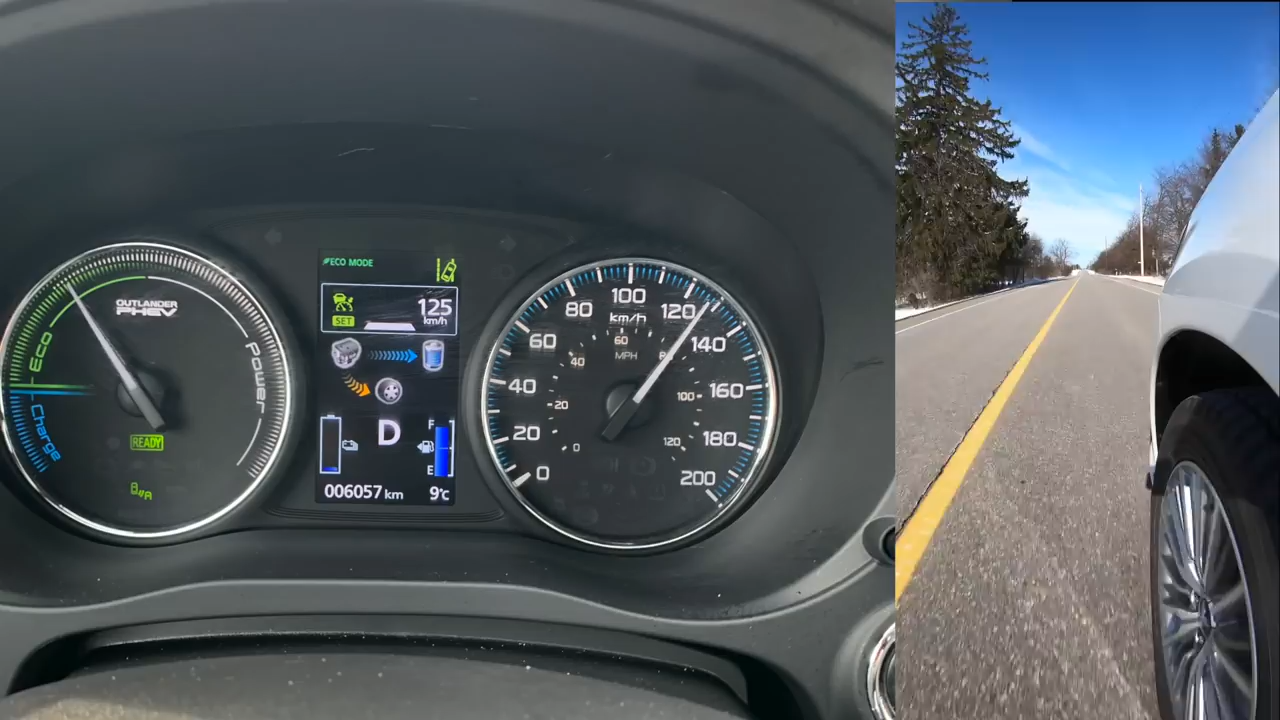 OUTLANDER
PHEV
Eco
Charge
Power
READY
A
ECO MODE
SET
125
km/h
D
F
E
006057 km
9°C
0
20
40
60
80
100
120
140
160
180
200
km/h
MPH
0
20
40
60
100
120